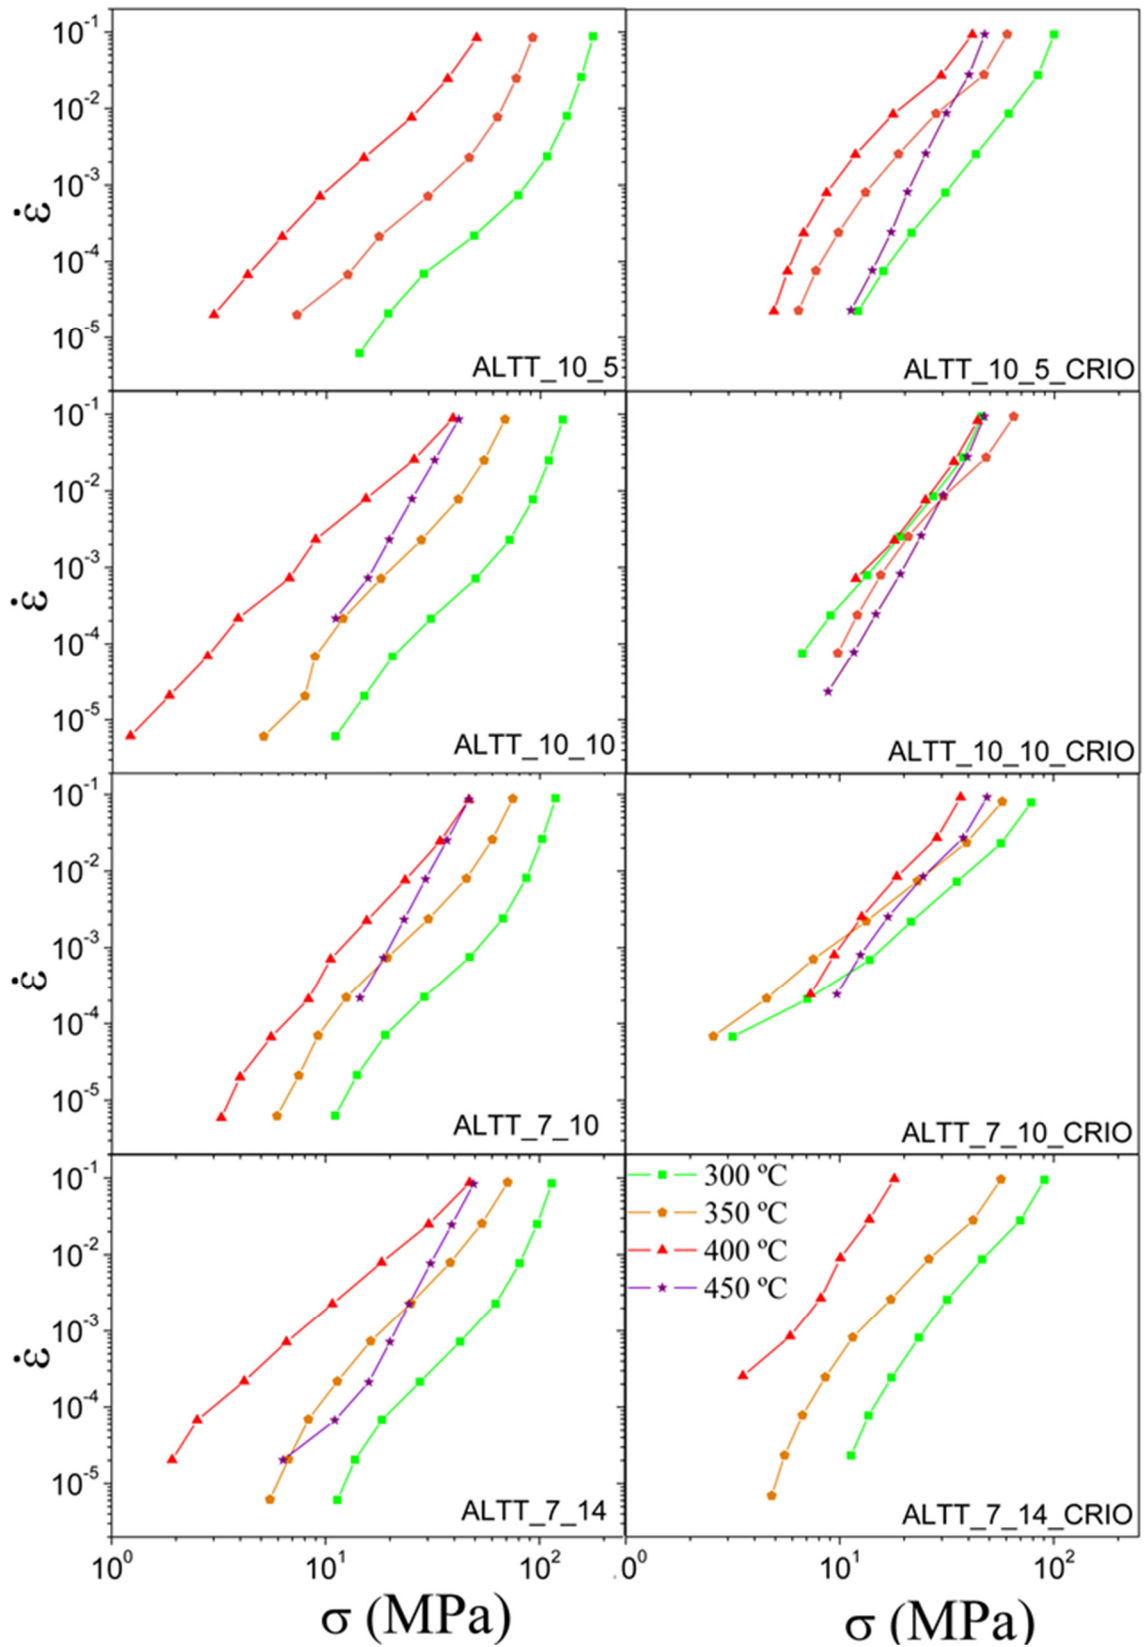 10⁻¹
10⁻²
10⁻³
ε̇
10⁻⁴
10⁻⁵
ALTT_10_5
ALTT_10_5_CRIO
10⁻¹
10⁻²
10⁻³
ε̇
10⁻⁴
10⁻⁵
ALTT_10_10
ALTT_10_10_CRIO
10⁻¹
10⁻²
10⁻³
ε̇
10⁻⁴
10⁻⁵
ALTT_7_10
ALTT_7_10_CRIO
10⁻¹
10⁻²
10⁻³
ε̇
10⁻⁴
10⁻⁵
ALTT_7_14
300 ºC
350 ºC
400 ºC
450 ºC
ALTT_7_14_CRIO
10⁰ 10¹ 10² .0⁰ 10¹ 10²
σ (MPa) σ (MPa)